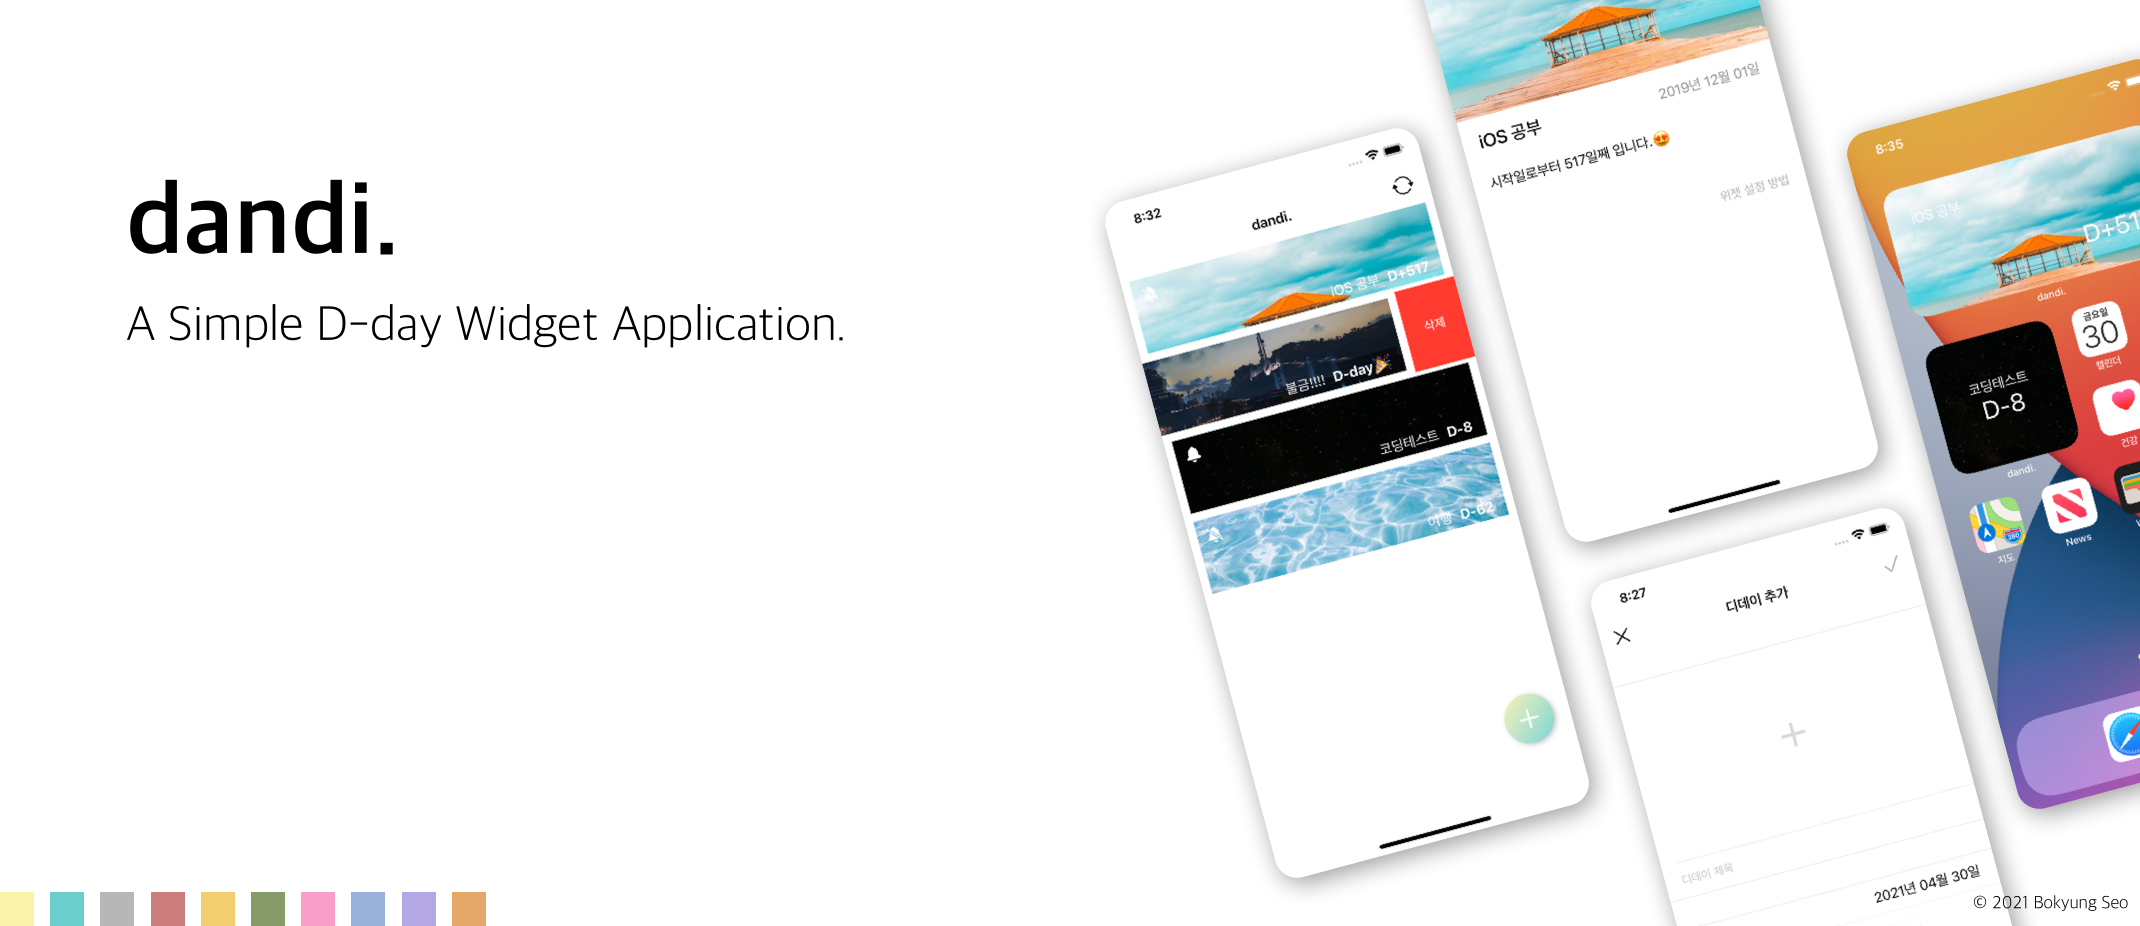 dandi.
A Simple D-day Widget Application.
8:32
dandi.
iOS 공부 D+517
불금!!!! D-day🎉
삭제
코딩테스트 D-8
여행 D-62
2019년 12월 01일
iOS 공부
시작일로부터 517일째 입니다.😍
위젯 설정 방법
8:27
디데이 추가
디데이 제목
2021년 04월 30일
8:35
iOS 공부
D+51
dandi.
코딩테스트
D-8
dandi.
금요일
30
캘린더
건강
지도
280
News
© 2021 Bokyung Seo